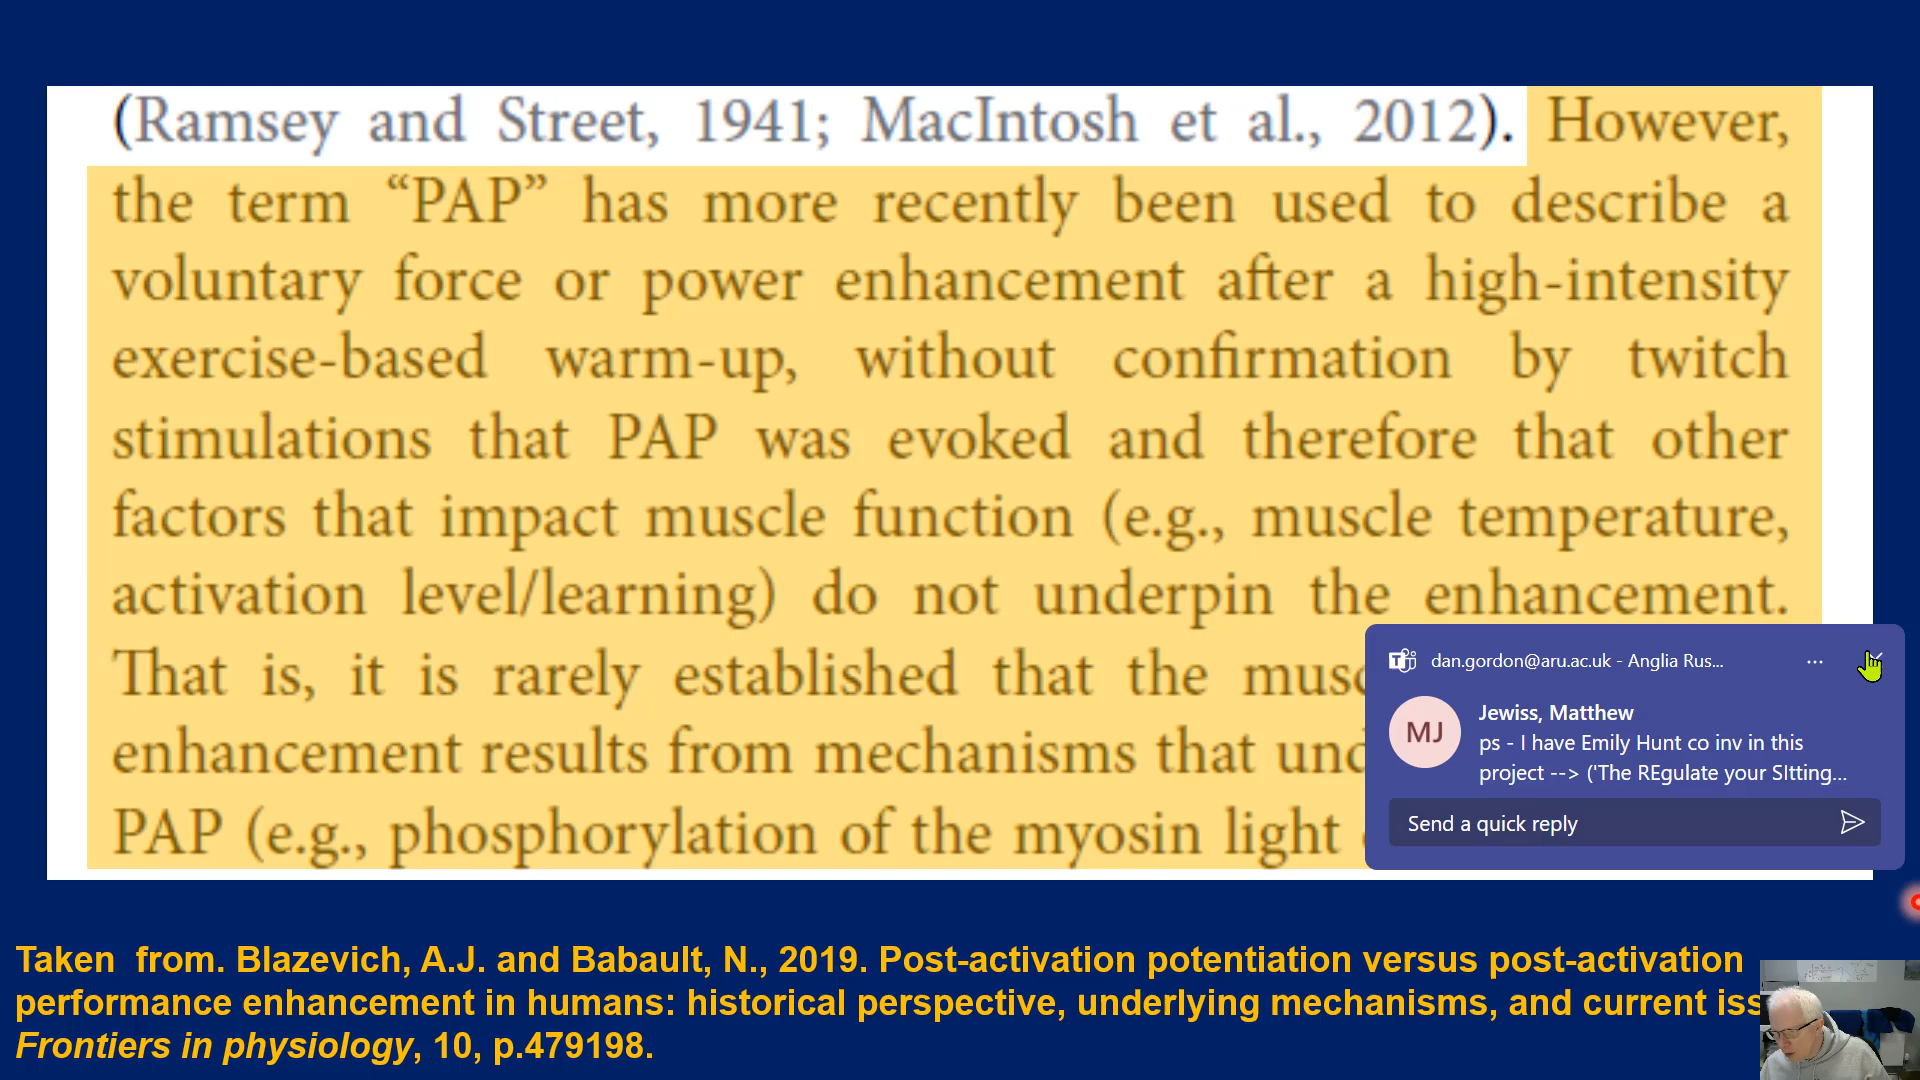 (Ramsey and Street, 1941; MacIntosh et al., 2012). However,
the term “PAP” has more recently been used to describe a
voluntary force or power enhancement after a high-intensity
exercise-based warm-up, without confirmation by twitch
stimulations that PAP was evoked and therefore that other
factors that impact muscle function (e.g., muscle temperature,
activation level/learning) do not underpin the enhancement.
That is, it is rarely established that the
enhancement results from mechanisms that
PAP (e.g., phosphorylation of the myosin light
dan.gordon@aru.ac.uk - Anglia Rus...
MJ
Jewiss, Matthew
ps - I have Emily Hunt co inv in this
project --> ('The REgulate your SItting...
Send a quick reply
Taken from. Blazevich, A.J. and Babault, N., 2019. Post-activation potentiation versus post-activation
performance enhancement in humans: historical perspective, underlying mechanisms, and current
Frontiers in physiology, 10, p.479198.